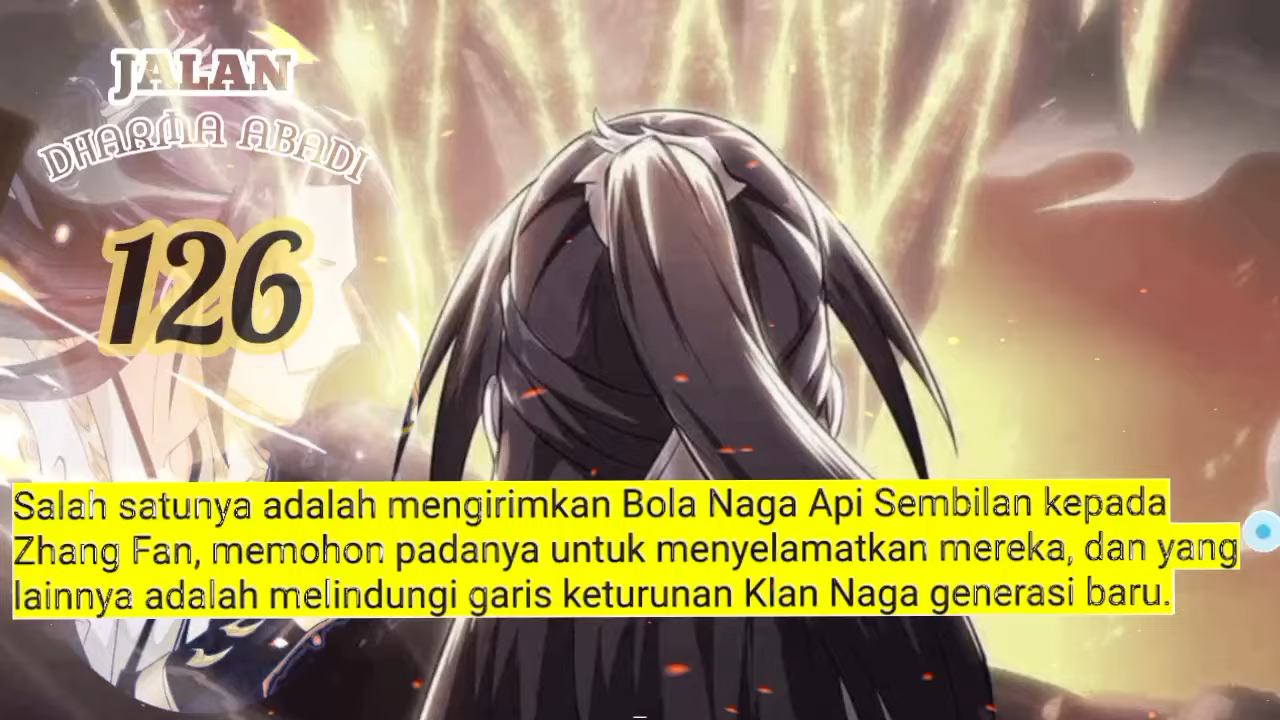 JALAN
DHARMA ABADI
126
Salah satunya adalah mengirimkan Bola Naga Api Sembilan kepada
Zhang Fan, memohon padanya untuk menyelamatkan mereka, dan yang
lainnya adalah melindungi garis keturunan Klan Naga generasi baru.